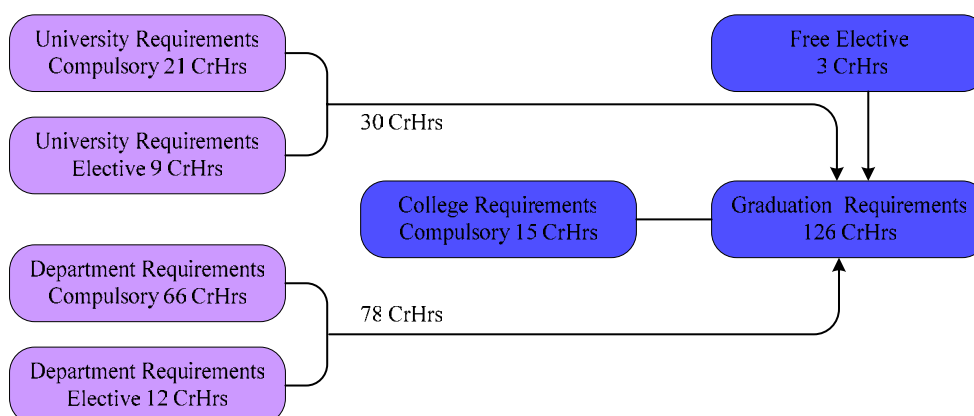 University Requirements
Compulsory 21 CrHrs
Free Elective
3 CrHrs
30 CrHrs
University Requirements
Elective 9 CrHrs
College Requirements
Compulsory 15 CrHrs
Graduation Requirements
126 CrHrs
Department Requirements
Compulsory 66 CrHrs
78 CrHrs
Department Requirements
Elective 12 CrHrs